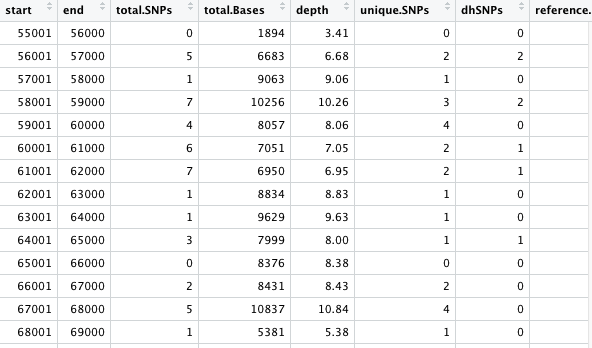 start end total.SNPs total.Bases depth unique.SNPs dhSNPs reference.
55001 56000 0 1894 3.41 0 0
56001 57000 5 6683 6.68 2 2
57001 58000 1 9063 9.06 1 0
58001 59000 7 10256 10.26 3 2
59001 60000 4 8057 8.06 4 0
60001 61000 6 7051 7.05 2 1
61001 62000 7 6950 6.95 2 1
62001 63000 1 8834 8.83 1 0
63001 64000 1 9629 9.63 1 0
64001 65000 3 7999 8.00 1 1
65001 66000 0 8376 8.38 0 0
66001 67000 2 8431 8.43 2 0
67001 68000 5 10837 10.84 4 0
68001 69000 1 5381 5.38 1 0